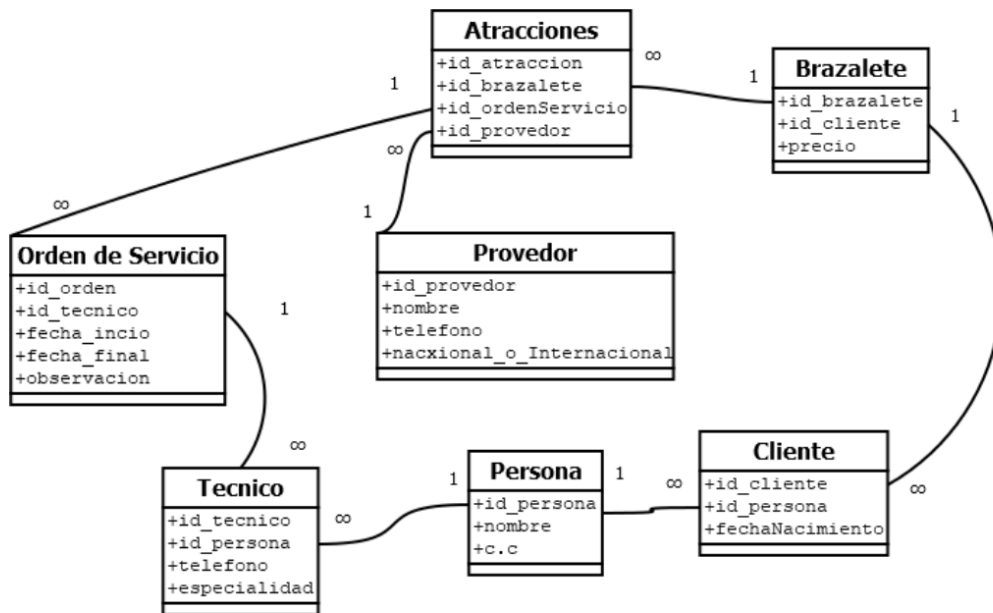 Atracciones
+id_atraccion
+id_brazalete
+id_ordenServicio
+id_provedor
∞
1
Brazalete
+id_brazalete
+id_cliente
+precio
1
1
∞
∞
1
Orden de Servicio
+id_orden
+id_tecnico
+fecha_incio
+fecha_final
+observacion
1
Provedor
+id_provedor
+nombre
+telefono
+nacxional_o_Internacional
∞
Tecnico
+id_tecnico
+id_persona
+telefono
+especialidad
∞
1
Persona
+id_persona
+nombre
+c.c
1
∞
Cliente
+id_cliente
+id_persona
+fechaNacimiento
∞